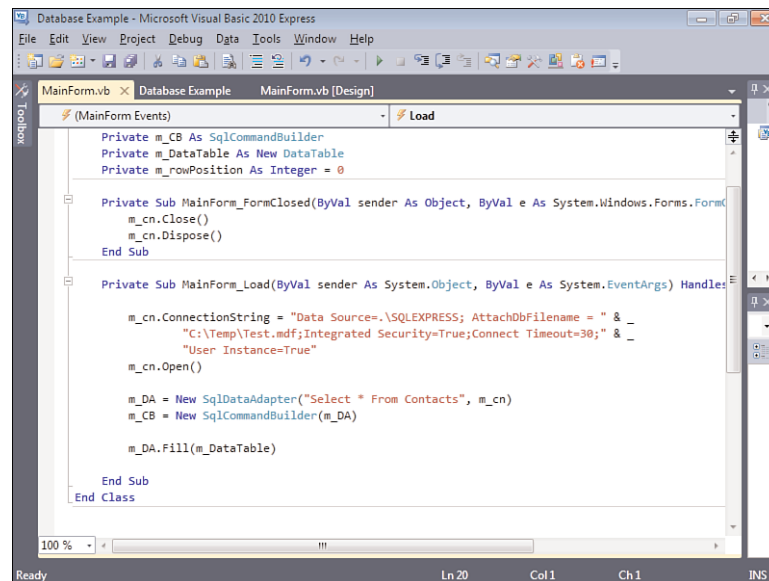 Database Example - Microsoft Visual Basic 2010 Express
File Edit View Project Debug Data Tools Window Help
MainForm.vb Database Example MainForm.vb [Design]
Toolbox
(MainForm Events) Load
Private m_CB As SqlCommandBuilder
Private m_DataTable As New DataTable
Private m_rowPosition As Integer = 0
Private Sub MainForm_FormClosed(ByVal sender As Object, ByVal e As System.Windows.Forms.FormC
m_cn.Close()
m_cn.Dispose()
End Sub
Private Sub MainForm_Load(ByVal sender As System.Object, ByVal e As System.EventArgs) Handles
m_cn.ConnectionString = "Data Source=.\SQLEXPRESS; AttachDbFilename = " & _
"C:\Temp\Test.mdf;Integrated Security=True;Connect Timeout=30;" & _
"User Instance=True"
m_cn.Open()
m_DA = New SqlDataAdapter("Select * From Contacts", m_cn)
m_CB = New SqlCommandBuilder(m_DA)
m_DA.Fill(m_DataTable)
End Sub
End Class
100 %
Ready Ln 20 Col 1 Ch 1 INS